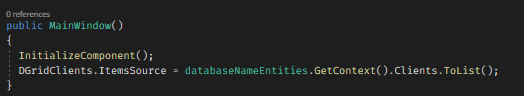 0 references
public MainWindow()
{
InitializeComponent();
DGridClients.ItemsSource = databaseNameEntities.GetContext().Clients.ToList();
}